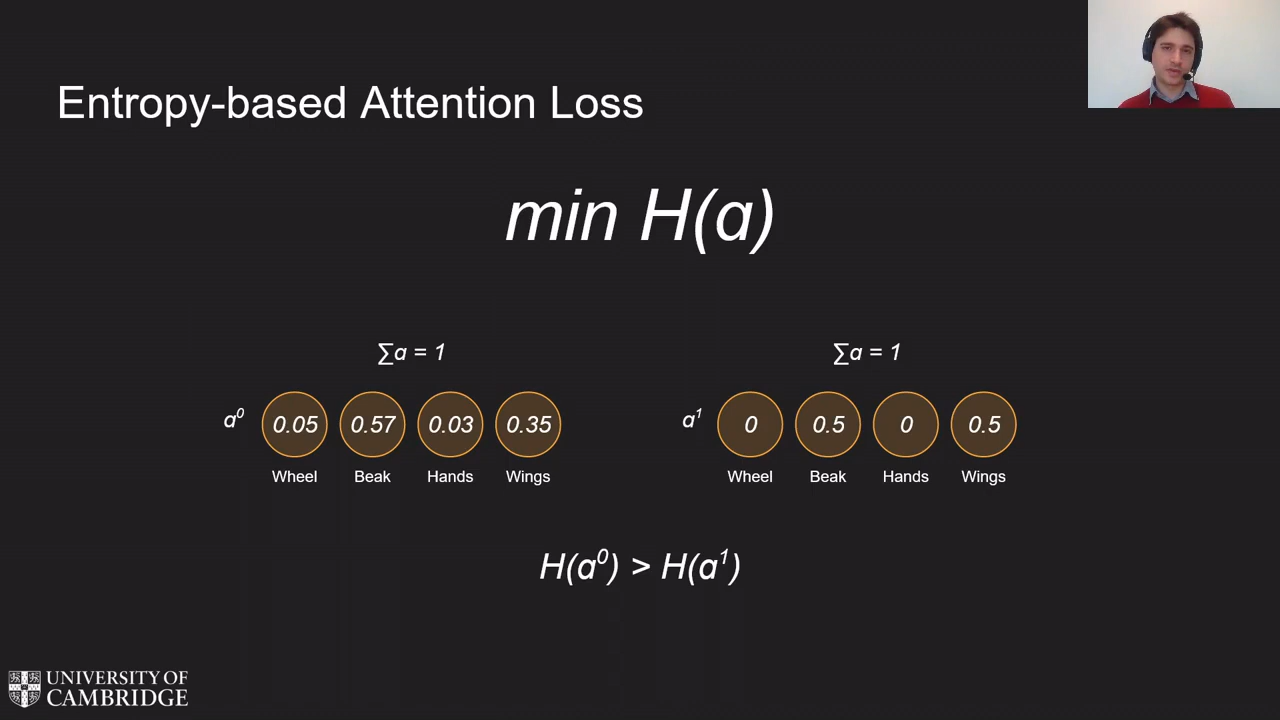 Entropy-based Attention Loss
min H(a)
∑a = 1
∑a = 1
a⁰ 0.05 0.57 0.03 0.35
Wheel Beak Hands Wings
a¹ 0 0.5 0 0.5
Wheel Beak Hands Wings
H(a⁰) > H(a¹)
UNIVERSITY OF
CAMBRIDGE